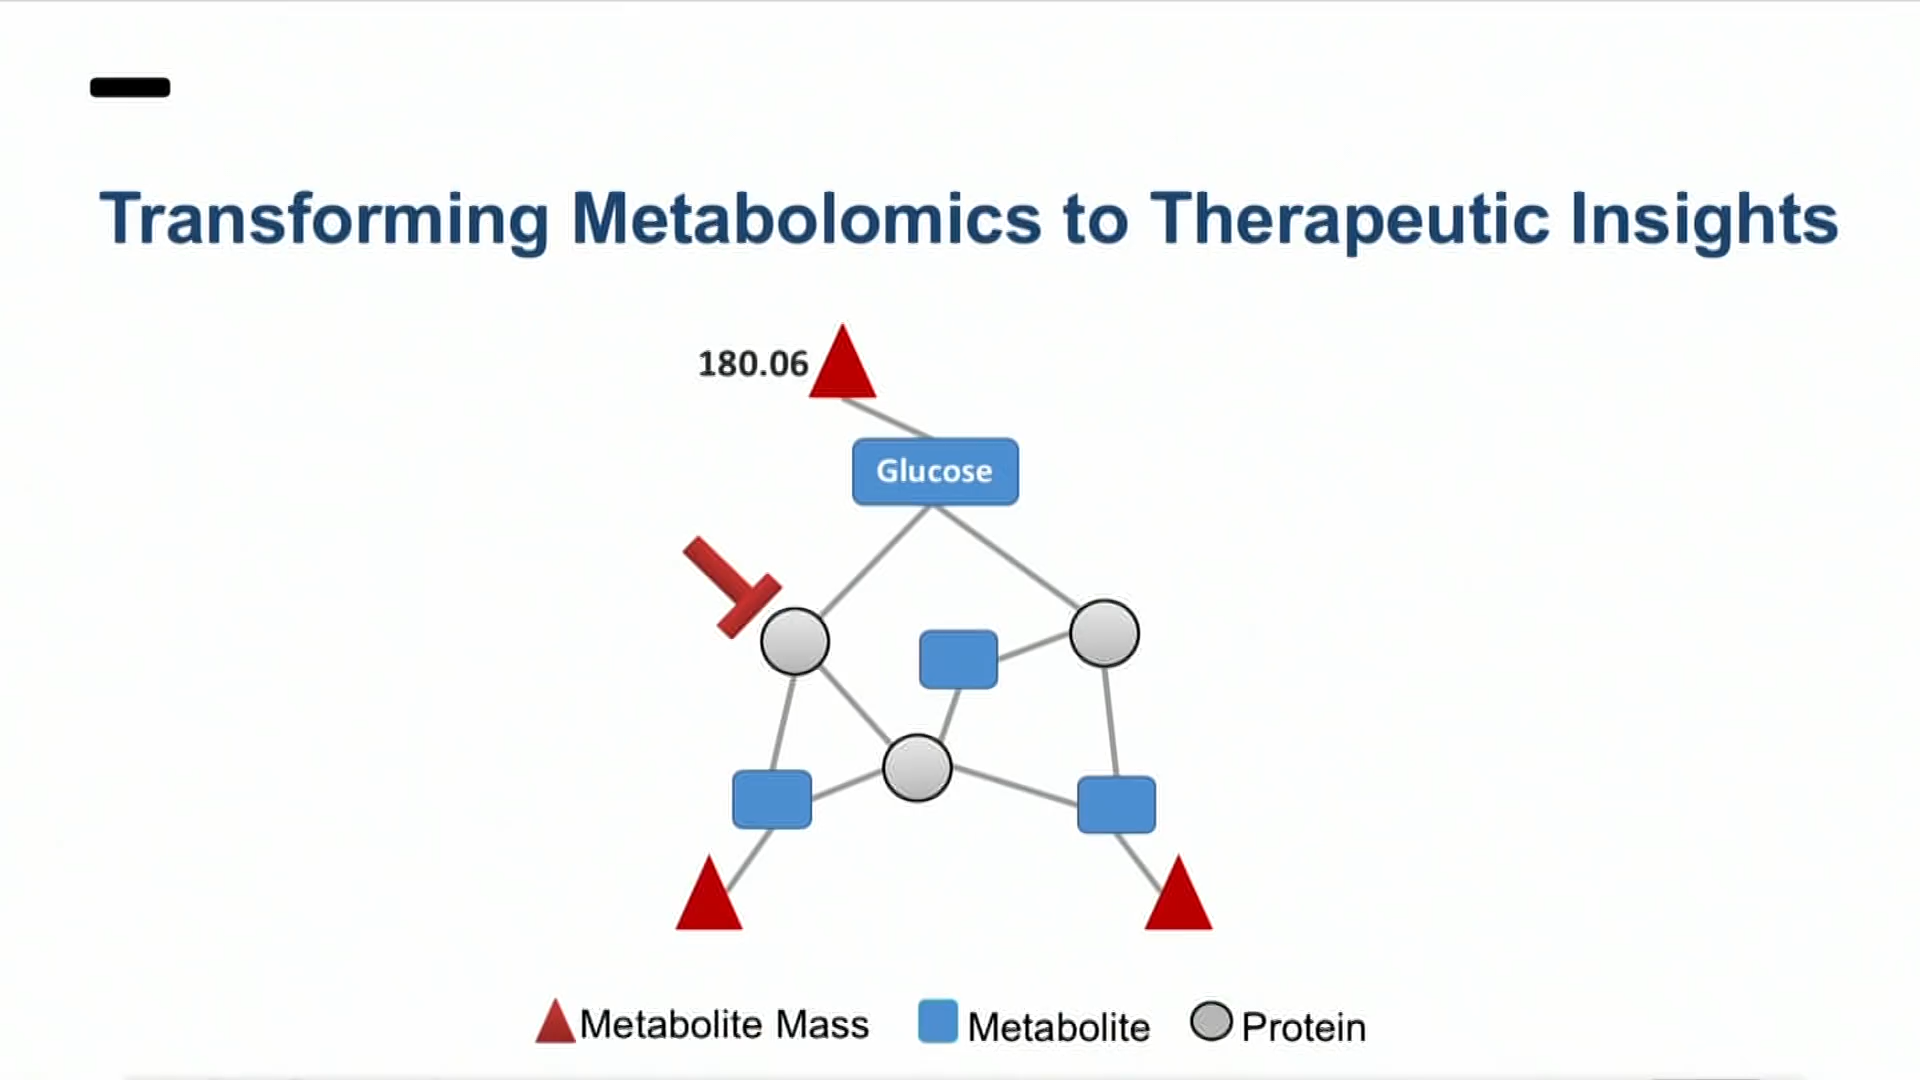 Transforming Metabolomics to Therapeutic Insights
180.06
Glucose
Metabolite Mass
Metabolite
Protein